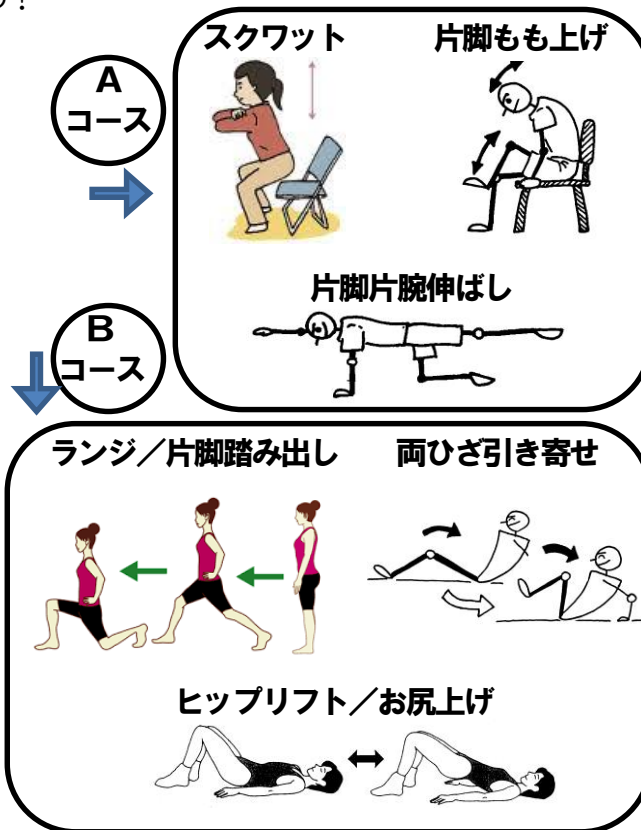 う！
スクワット
片脚もも上げ
A
コース
片脚片腕伸ばし
B
コース
ランジ／片脚踏み出し
両ひざ引き寄せ
ヒップリフト／お尻上げ